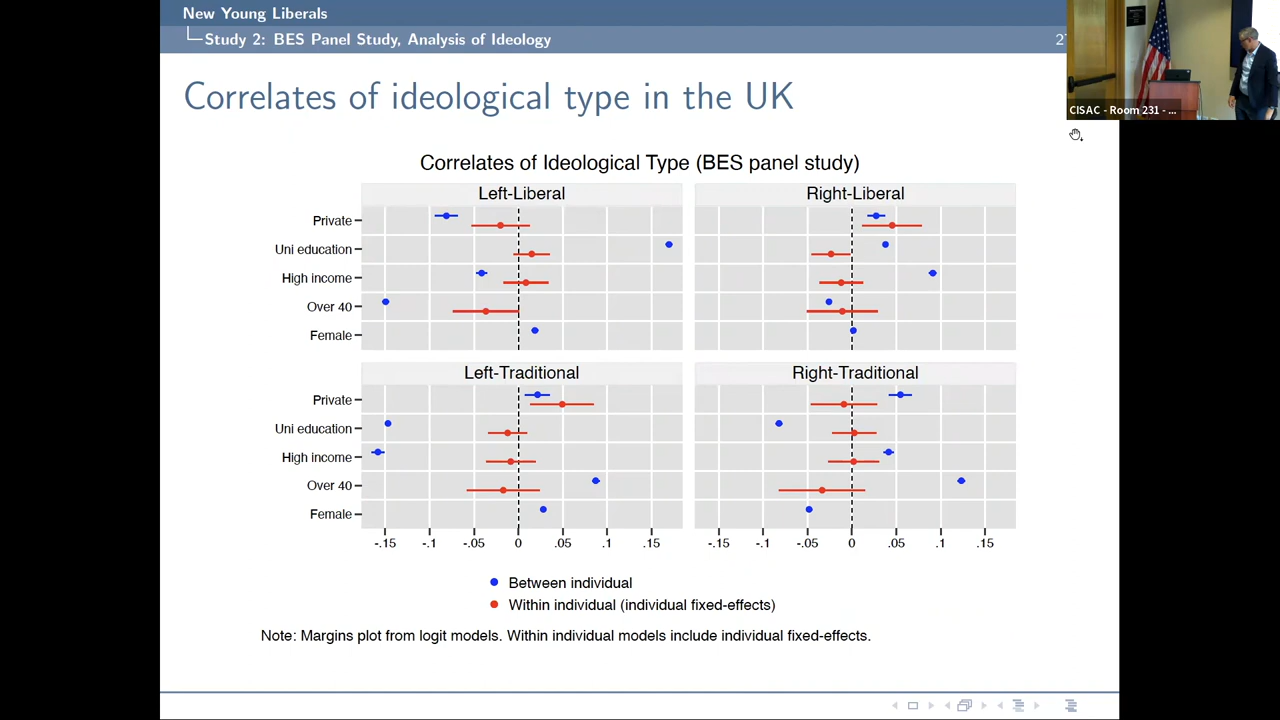 New Young Liberals
Study 2: BES Panel Study, Analysis of Ideology
Correlates of ideological type in the UK
CISAC - Room 231 - ...
Correlates of Ideological Type (BES panel study)
Left-Liberal
Right-Liberal
Private
Uni education
High income
Over 40
Female
Left-Traditional
Right-Traditional
Private
Uni education
High income
Over 40
Female
-.15 -.1 -.05 0 .05 .1 .15
-.15 -.1 -.05 0 .05 .1 .15
Between individual
Within individual (individual fixed-effects)
Note: Margins plot from logit models. Within individual models include individual fixed-effects.